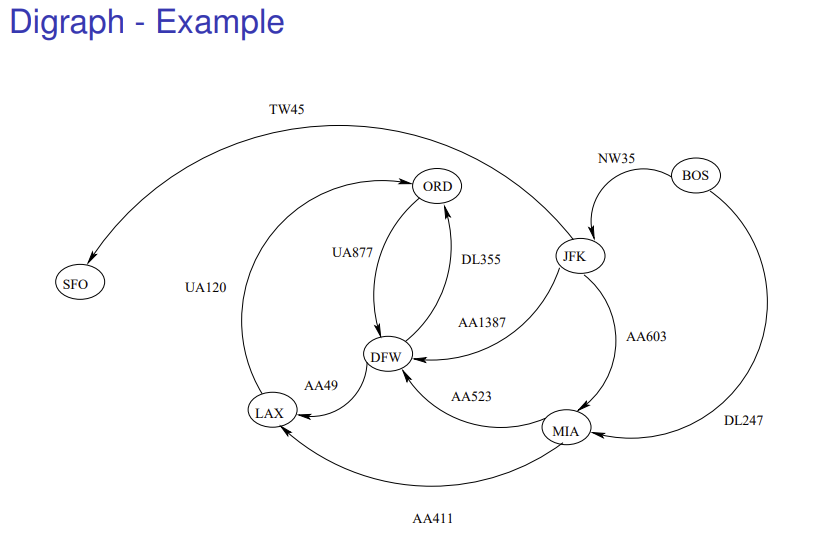 Digraph - Example
TW45
NW35
BOS
ORD
UA877
DL355
JFK
SFO
UA120
AA1387
AA603
DFW
AA49
AA523
LAX
MIA
DL247
AA411